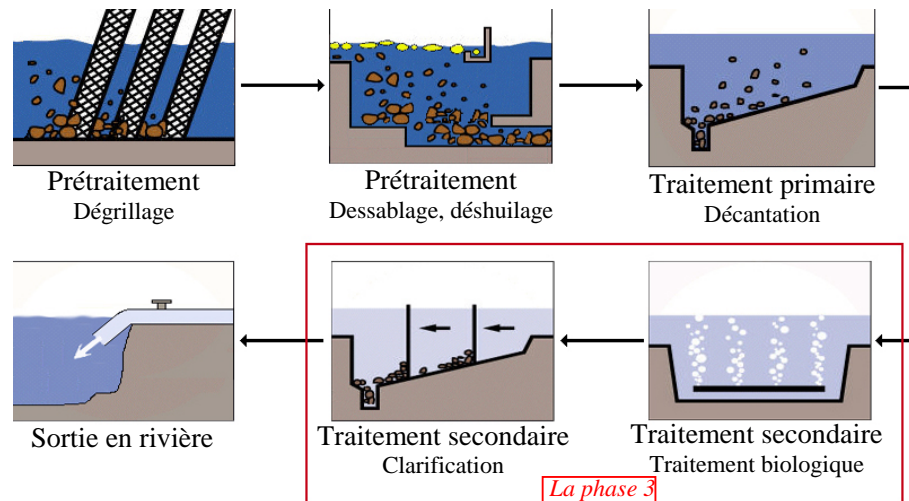 Prétraitement
Dégrillage
Prétraitement
Dessablage, déshuilage
Traitement primaire
Décantation
Sortie en rivière
Traitement secondaire
Clarification
Traitement secondaire
Traitement biologique
La phase 3